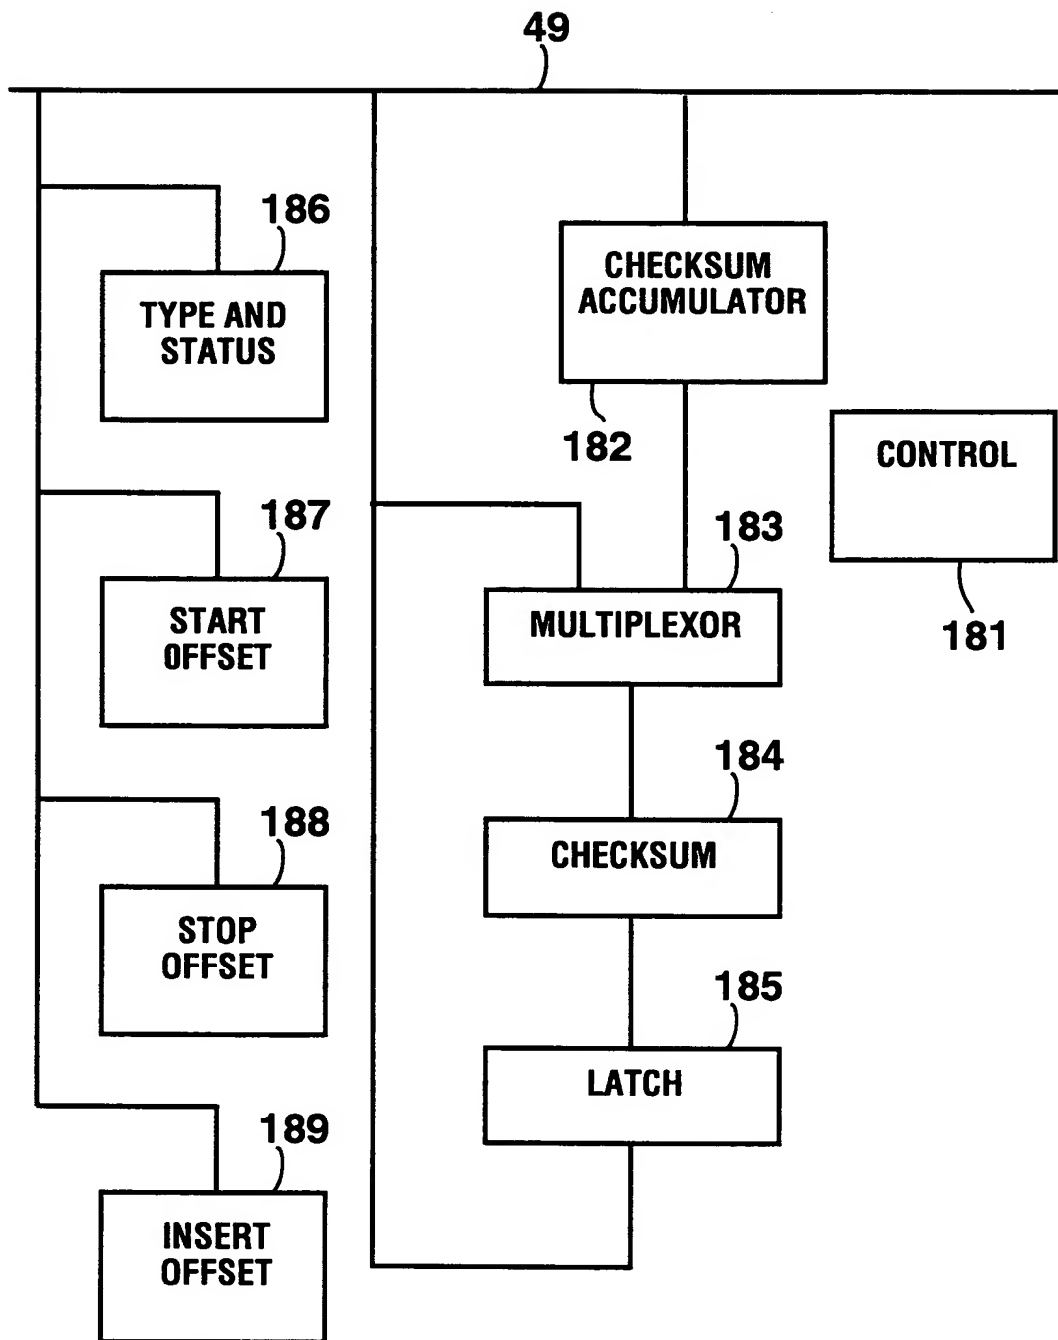 49
186
TYPE AND
STATUS
CHECKSUM
ACCUMULATOR
182
CONTROL
181
187
START
OFFSET
183
MULTIPLEXOR
184
CHECKSUM
188
STOP
OFFSET
185
LATCH
189
INSERT
OFFSET